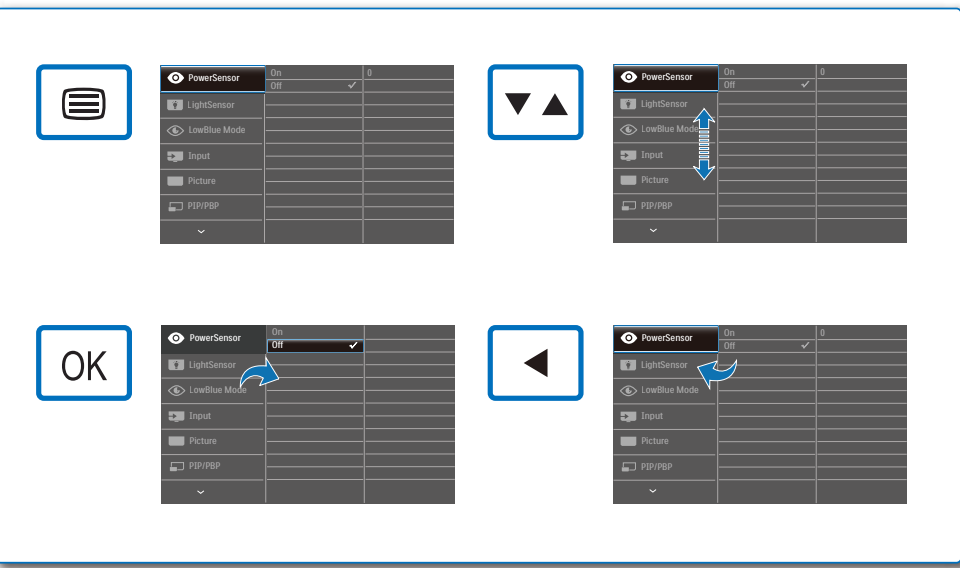 PowerSensor On 0
Off
LightSensor
LowBlue Mode
Input
Picture
PIP/PBP
PowerSensor On 0
Off
LightSensor
LowBlue Mode
Input
Picture
PIP/PBP
OK
PowerSensor On
Off
LightSensor
LowBlue Mode
Input
Picture
PIP/PBP
PowerSensor On 0
Off
LightSensor
LowBlue Mode
Input
Picture
PIP/PBP